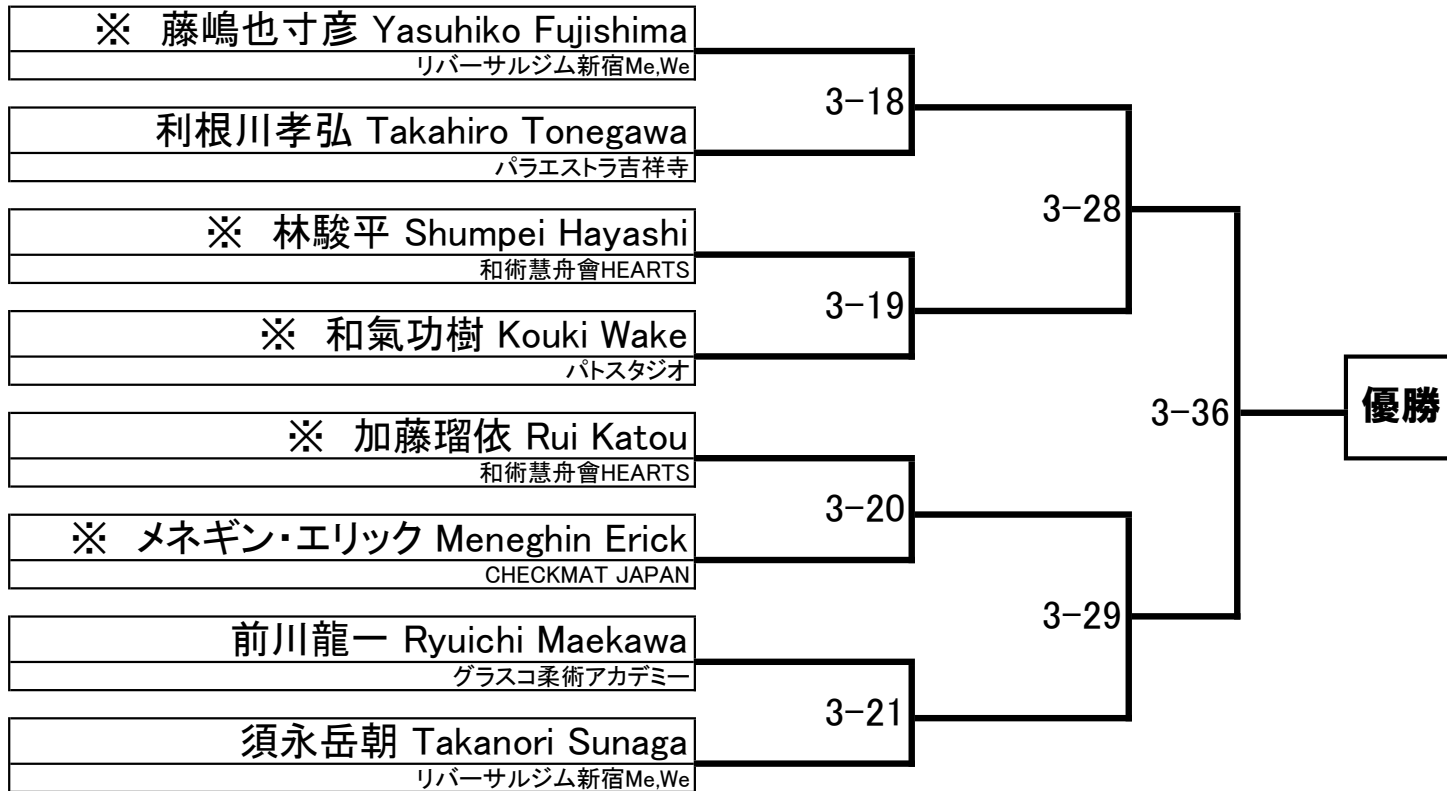 ※ 藤嶋也寸彦 Yasuhiko Fujishima
リバーサルジム新宿Me,We
3-18
利根川孝弘 Takahiro Tonegawa
パラエストラ吉祥寺
3-28
※ 林駿平 Shumpei Hayashi
和術慧舟會HEARTS
3-19
※ 和氣功樹 Kouki Wake
パトスタジオ
3-36
優勝
※ 加藤瑠依 Rui Katou
和術慧舟會HEARTS
3-20
※ メネギン・エリック Meneghin Erick
CHECKMAT JAPAN
3-29
前川龍一 Ryuichi Maekawa
グラスコ柔術アカデミー
3-21
須永岳朝 Takanori Sunaga
リバーサルジム新宿Me,We